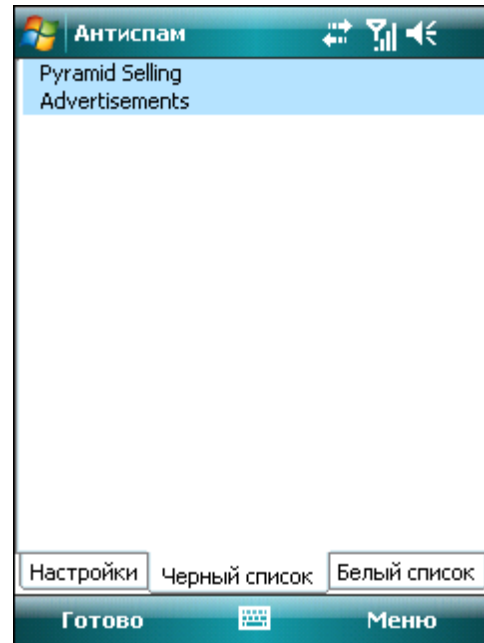 Антиспам
Pyramid Selling
Advertisements
Настройки Черный список Белый список
Готово Меню